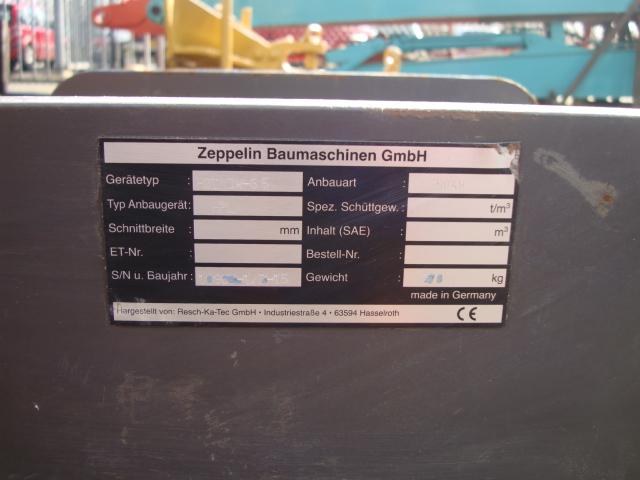 Zeppelin Baumaschinen GmbH
Gerätetyp : Anbauart :
Typ Anbaugerät: Spez. Schüttgew. : t/m³
Schnittbreite : mm Inhalt (SAE) : m³
ET-Nr. : Bestell-Nr. :
S/N u. Baujahr : Gewicht : kg
made in Germany
Hargestellt von: Resch-Ka-Tec GmbH • Industriestraße 4 • 63594 Hasselroth CE